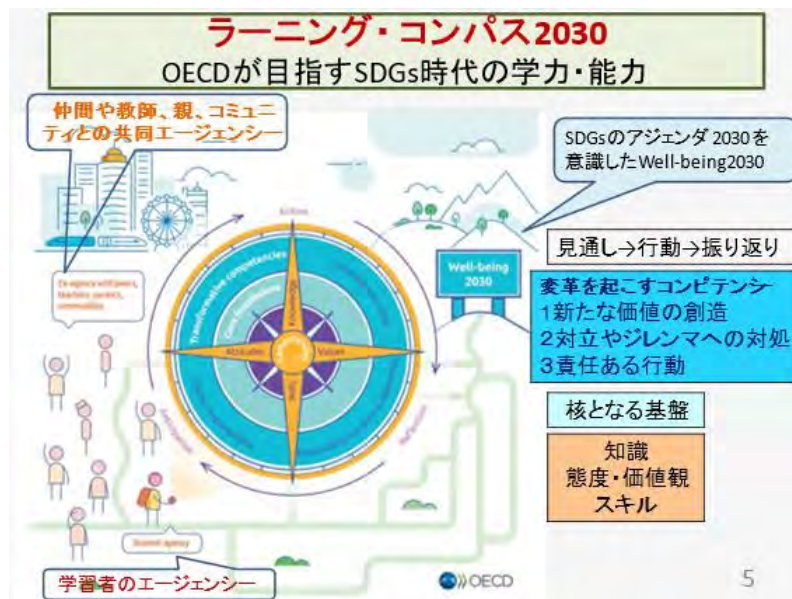 ラーニング・コンパス2030
OECDが目指すSDGs時代の学力・能力
仲間や教師、親、コミュニ
ティとの共同エージェンシー
SDGsのアジェンダ2030を
意識したWell-being2030
見通し→行動→振り返り
変革を起こすコンピテンシー
1新たな価値の創造
2対立やジレンマへの対処
3責任ある行動
核となる基盤
知識
態度・価値観
スキル
Action
Well-being
2030
Transformative competencies
Core foundations
Knowledge
Attitudes
Values
Skills
Anticipation
Reflection
Co-agency with peers,
teachers, parents,
communities
Student agency
学習者のエージェンシー
OECD
5